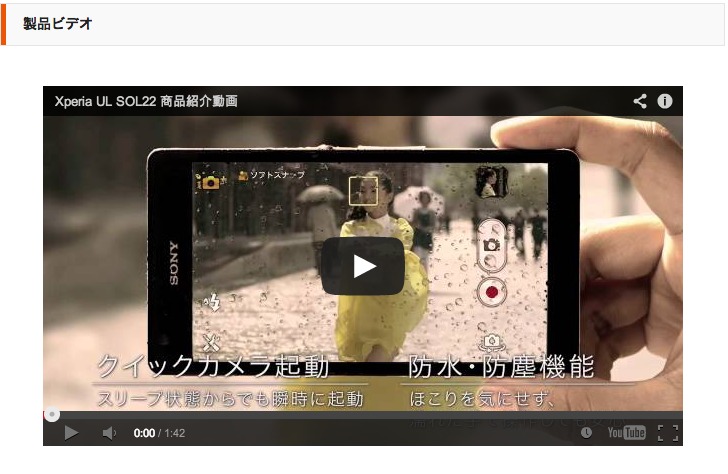 製品ビデオ
Xperia UL SOL22 商品紹介動画
ソフトスナップ
SONY
クイックカメラ起動
スリープ状態からでも瞬時に起動
防水・防塵機能
ほこりを気にせず、
0:00 / 1:42
YouTube